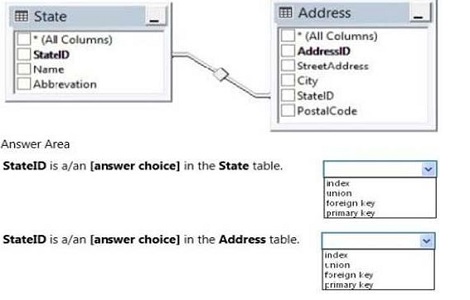 State
* (All Columns)
StateID
Name
Abbrevation
Address
* (All Columns)
AddressID
StreetAddress
City
StateID
PostalCode
Answer Area
StateID is a/an [answer choice] in the State table.
index
union
foreign key
primary key
StateID is a/an [answer choice] in the Address table.
index
union
foreign key
primary key